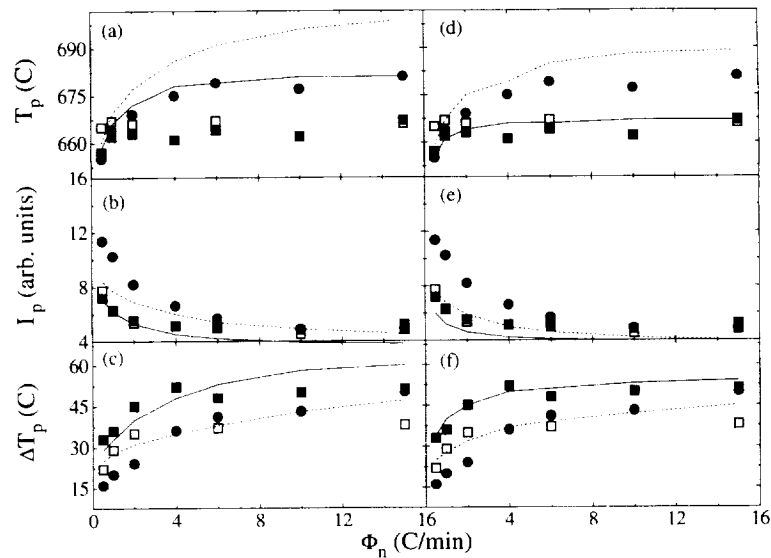 (a)
(d)
690
675
660
T_p (C)
16
(b)
(e)
12
8
4
I_p (arb. units)
(c)
(f)
60
45
30
15
ΔT_p (C)
0 4 8 12 16 4 8 12 16
Φ_n (C/min)